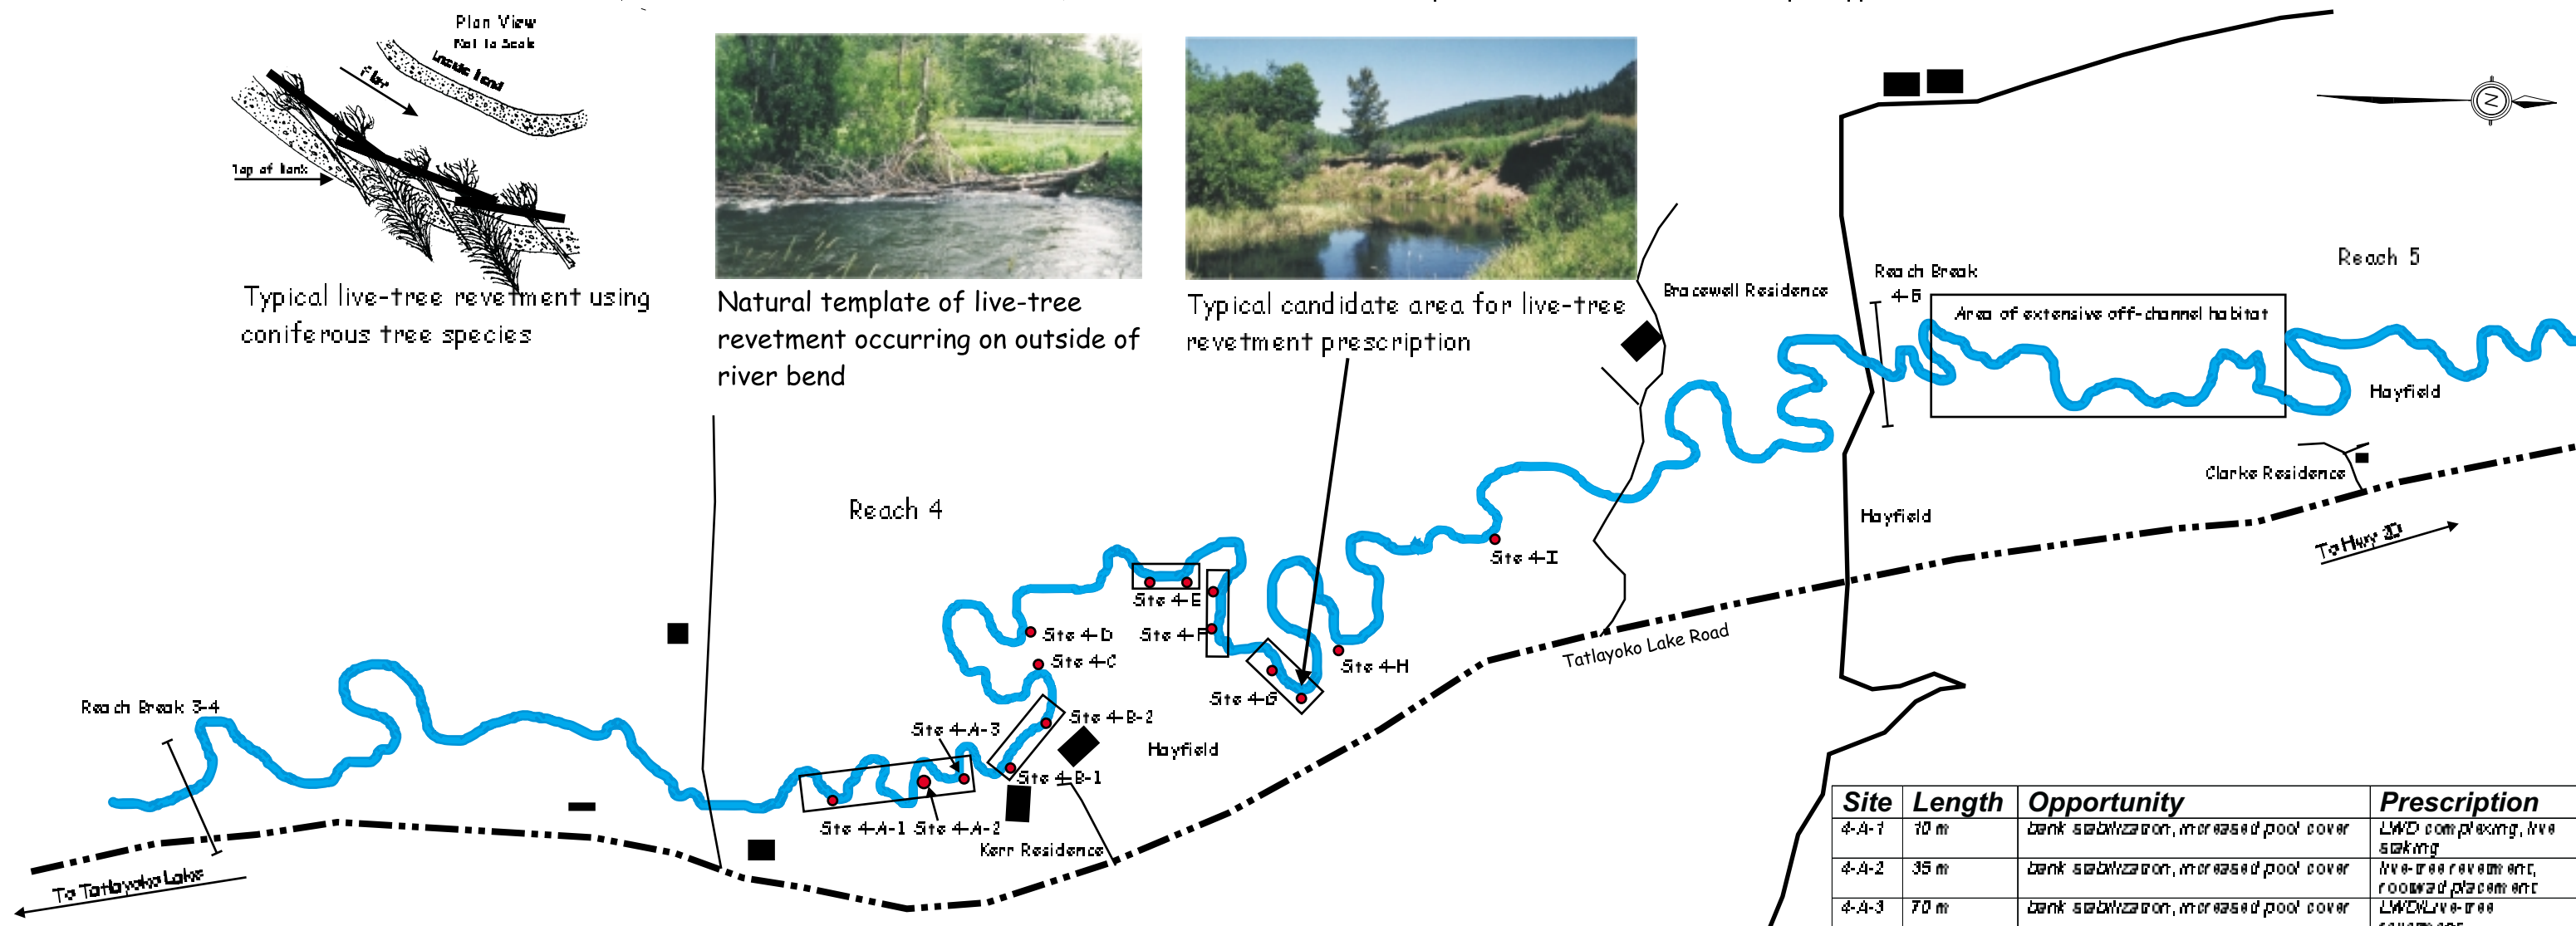 Plan View
Not to Scale
Inside bend
Flow
Top of Bank
Typical live-tree revetment using
coniferous tree species
Natural template of live-tree
revetment occurring on outside of
river bend
Typical candidate area for live-tree
revetment prescription
N
Bracewell Residence
Reach Break
Reach 5
Area of extensive off-channel habitat
Hayfield
Clarke Residence
Hayfield
To Hwy 20
Reach 4
Site 4-I
Site 4-E
Site 4-D
Site 4-F
Site 4-C
Site 4-H
Site 4-G
Tatlayoko Lake Road
Reach Break 3-4
Site 4-B-2
Site 4-A-3
Hayfield
Site 4-B-1
Site 4-A-1 Site 4-A-2
Kerr Residence
To Tatlayoko Lake
Site Length Opportunity Prescription
4-A-1 10 m bank stabilization, increased pool cover LWD complexing, live
staking
4-A-2 35 m bank stabilization, increased pool cover live-tree revetment,
rootwad placement
4-A-3 70 m bank stabilization, increased pool cover LWD/Live-tree